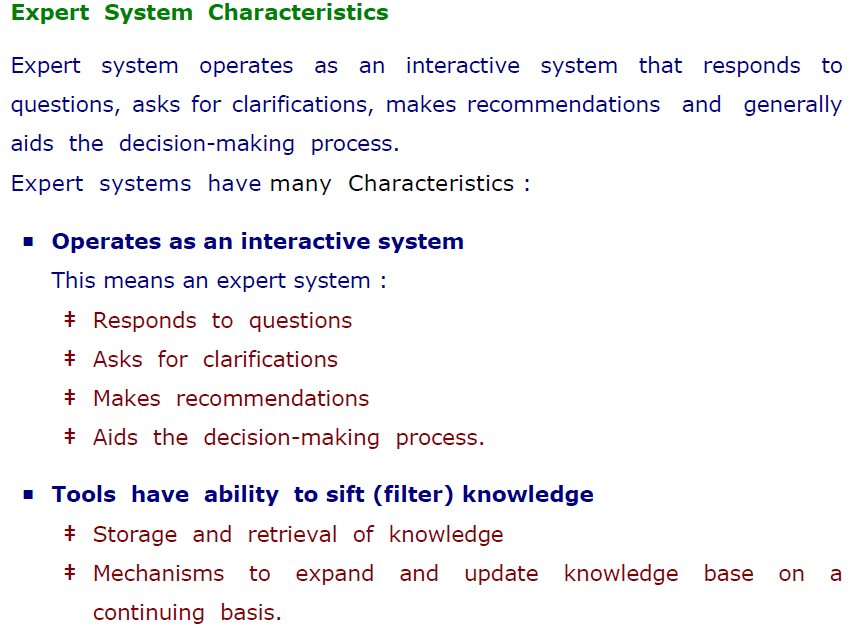 Expert System Characteristics
Expert system operates as an interactive system that responds to
questions, asks for clarifications, makes recommendations and generally
aids the decision-making process.
Expert systems have many Characteristics :
▪ Operates as an interactive system
This means an expert system :
‡ Responds to questions
‡ Asks for clarifications
‡ Makes recommendations
‡ Aids the decision-making process.
▪ Tools have ability to sift (filter) knowledge
‡ Storage and retrieval of knowledge
‡ Mechanisms to expand and update knowledge base on a
continuing basis.